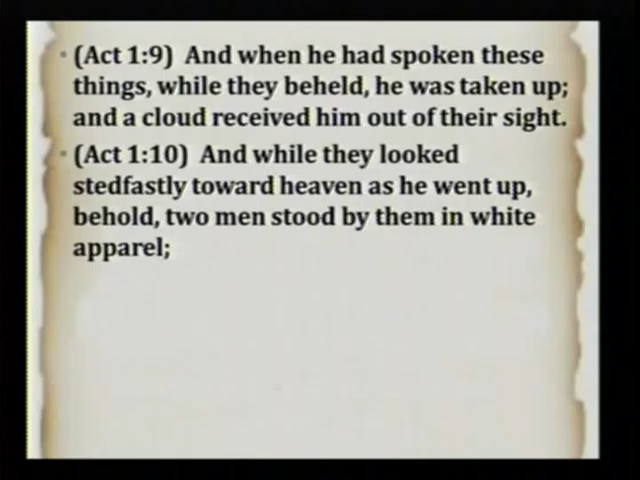 • (Act 1:9) And when he had spoken these
things, while they beheld, he was taken up;
and a cloud received him out of their sight.
• (Act 1:10) And while they looked
stedfastly toward heaven as he went up,
behold, two men stood by them in white
apparel;